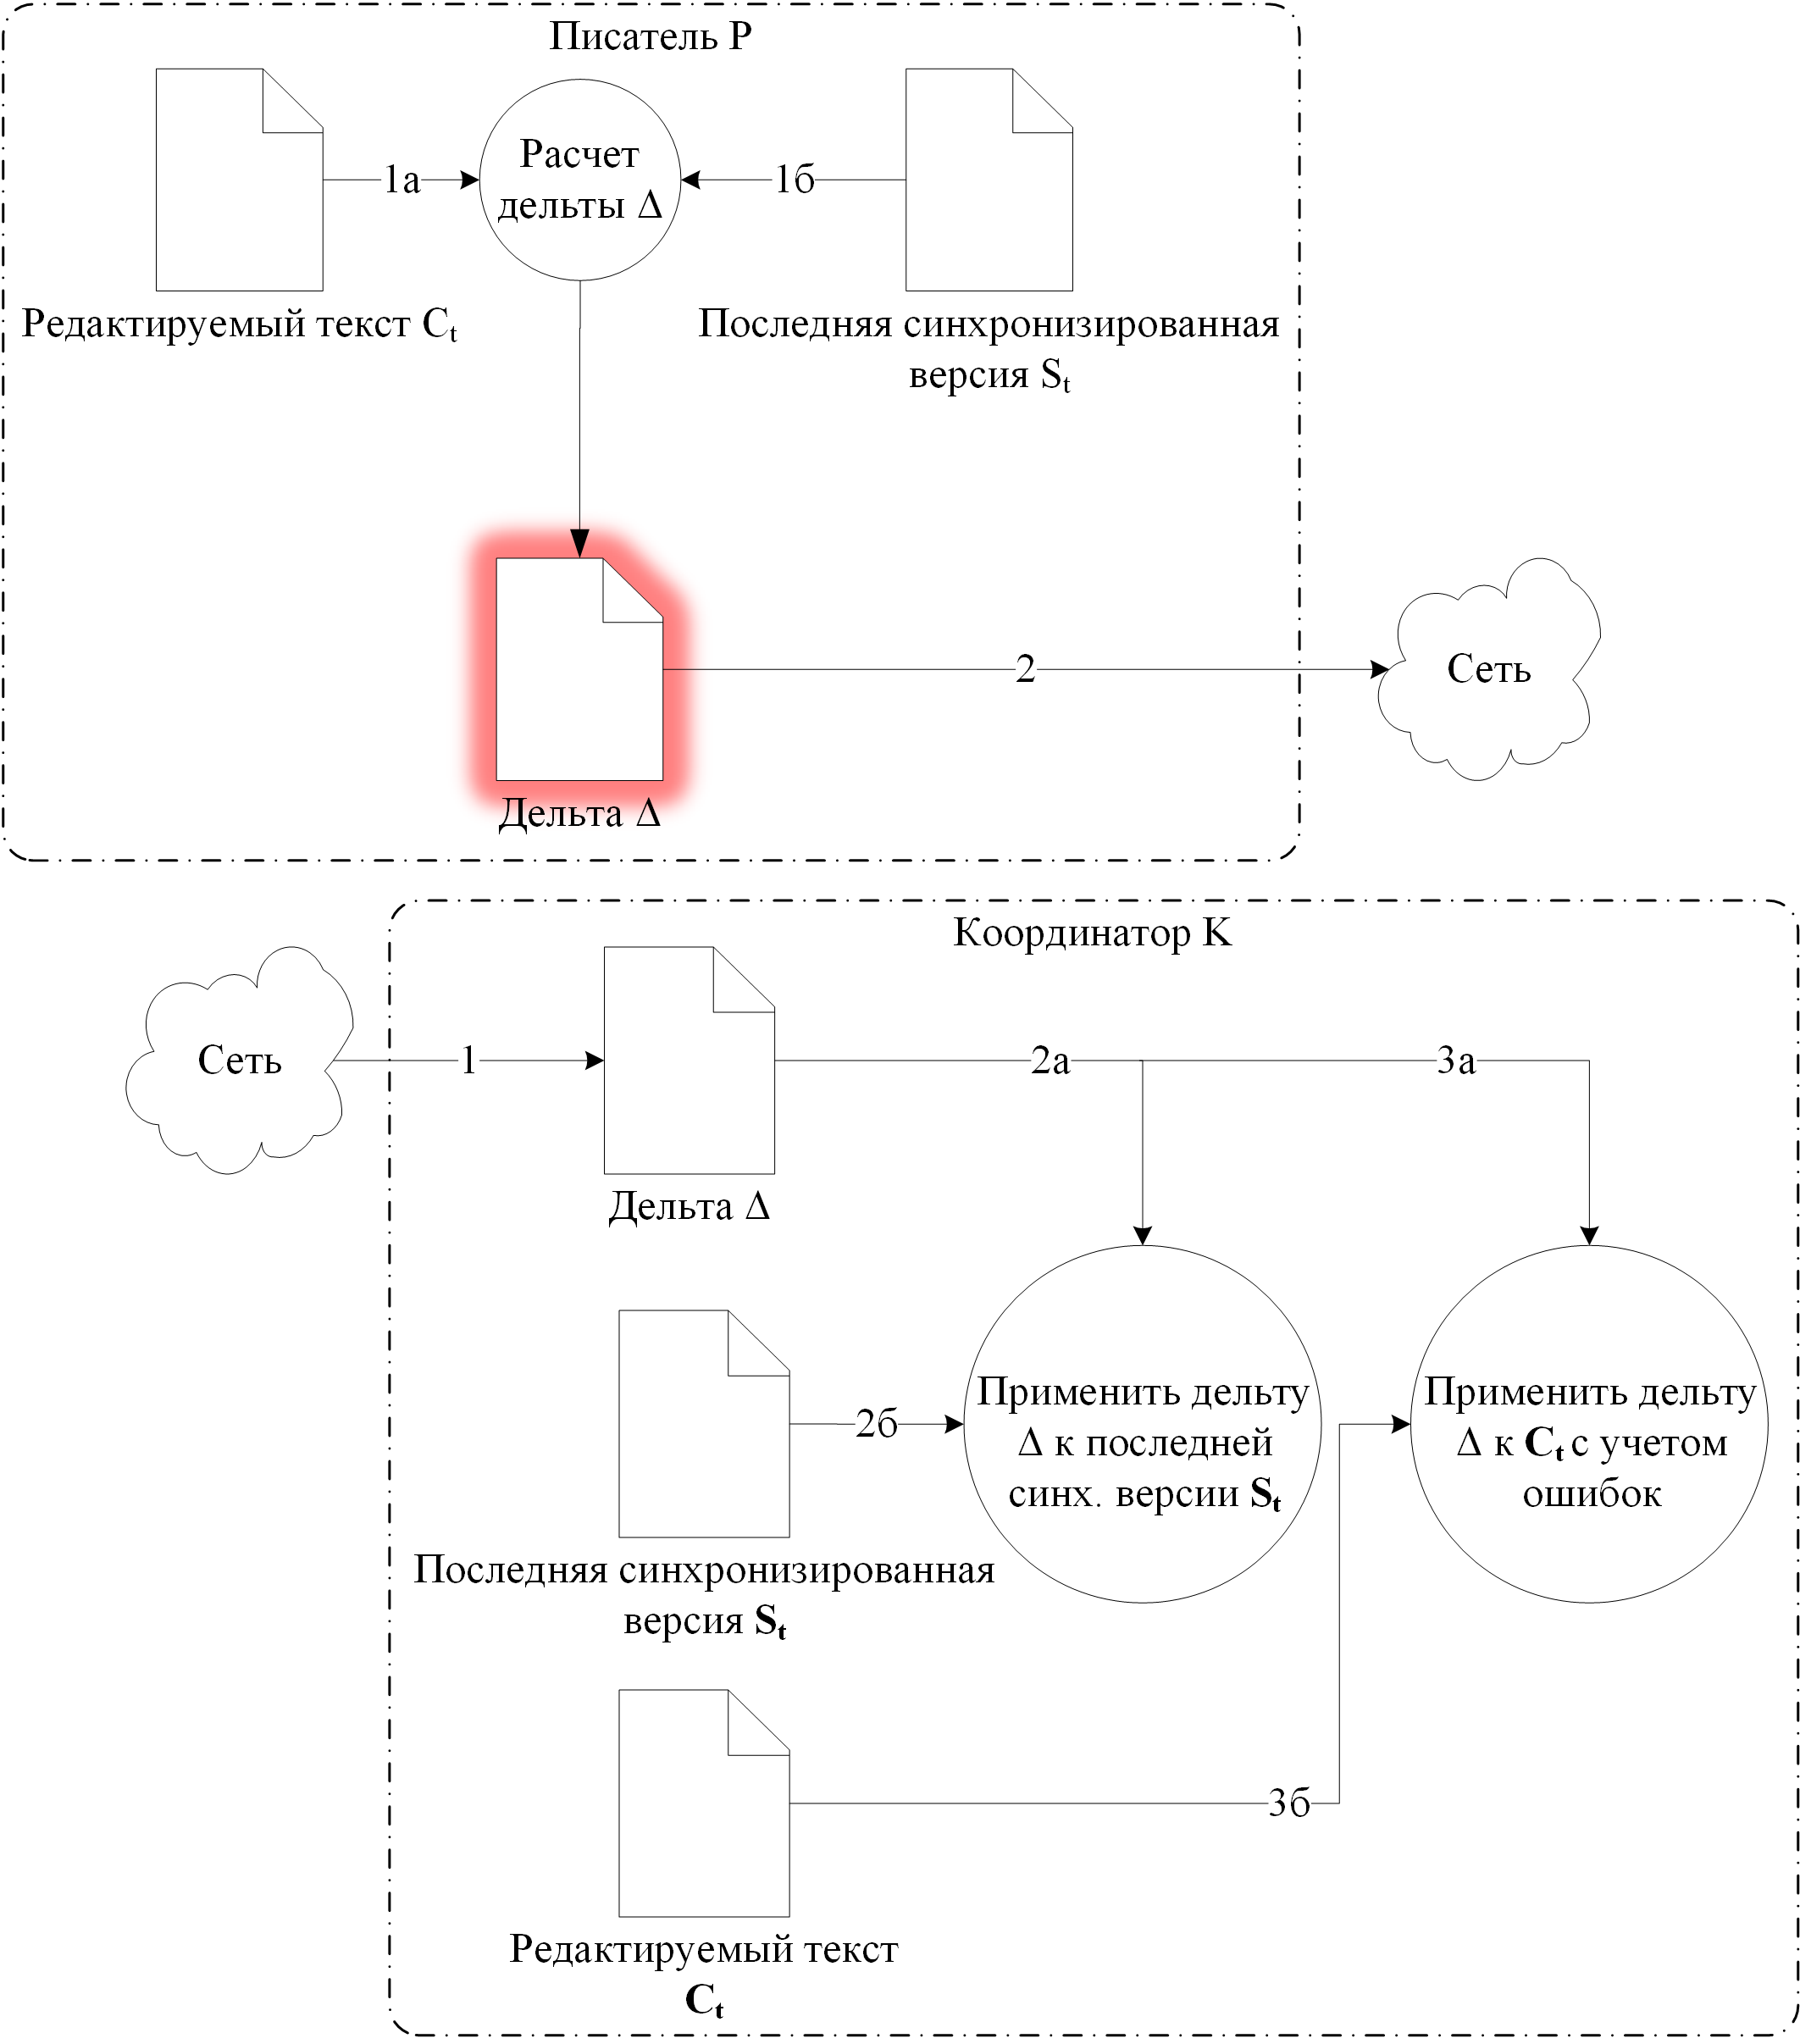 Писатель P
Расчет
дельты Δ
1а
1б
Редактируемый текст Ct
Последняя синхронизированная
версия St
2
Сеть
Дельта Δ
Координатор К
Сеть
1
2а
3а
Дельта Δ
2б
Применить дельту
Δ к последней
синх. версии St
Применить дельту
Δ к Ct с учетом
ошибок
Последняя синхронизированная
версия St
3б
Редактируемый текст
Ct